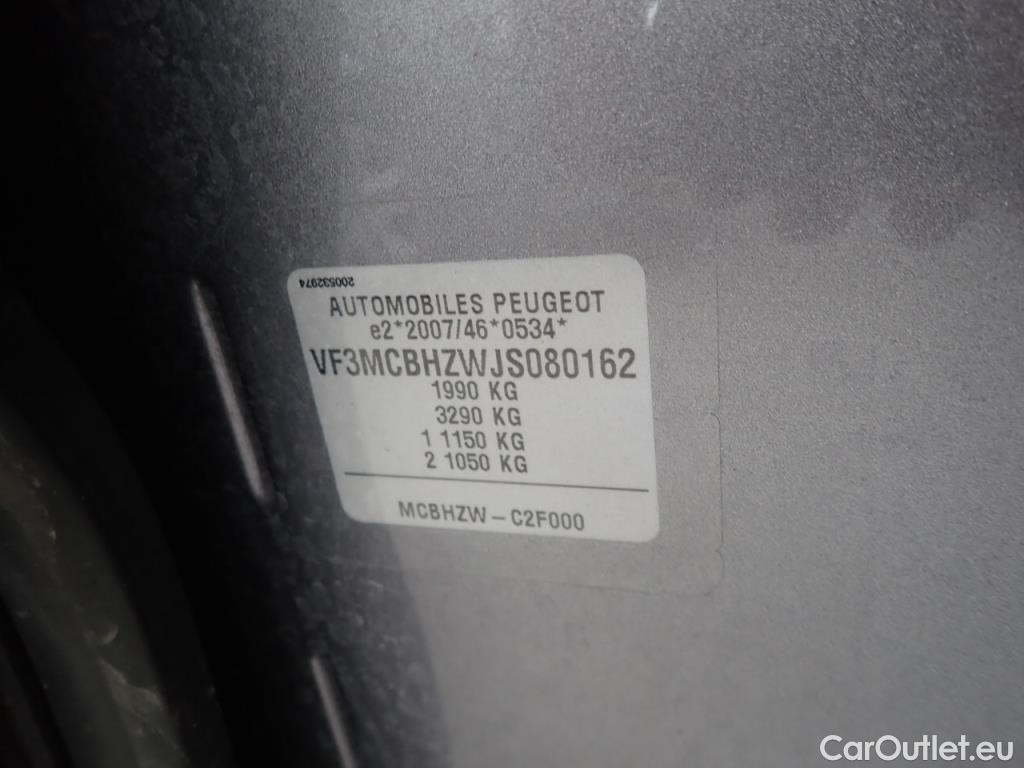 200532974
AUTOMOBILES PEUGEOT
e2*2007/46*0534*
VF3MCBHZWJS080162
1990 KG
3290 KG
1 1150 KG
2 1050 KG
MCBHZW-C2F000
CarOutlet.eu